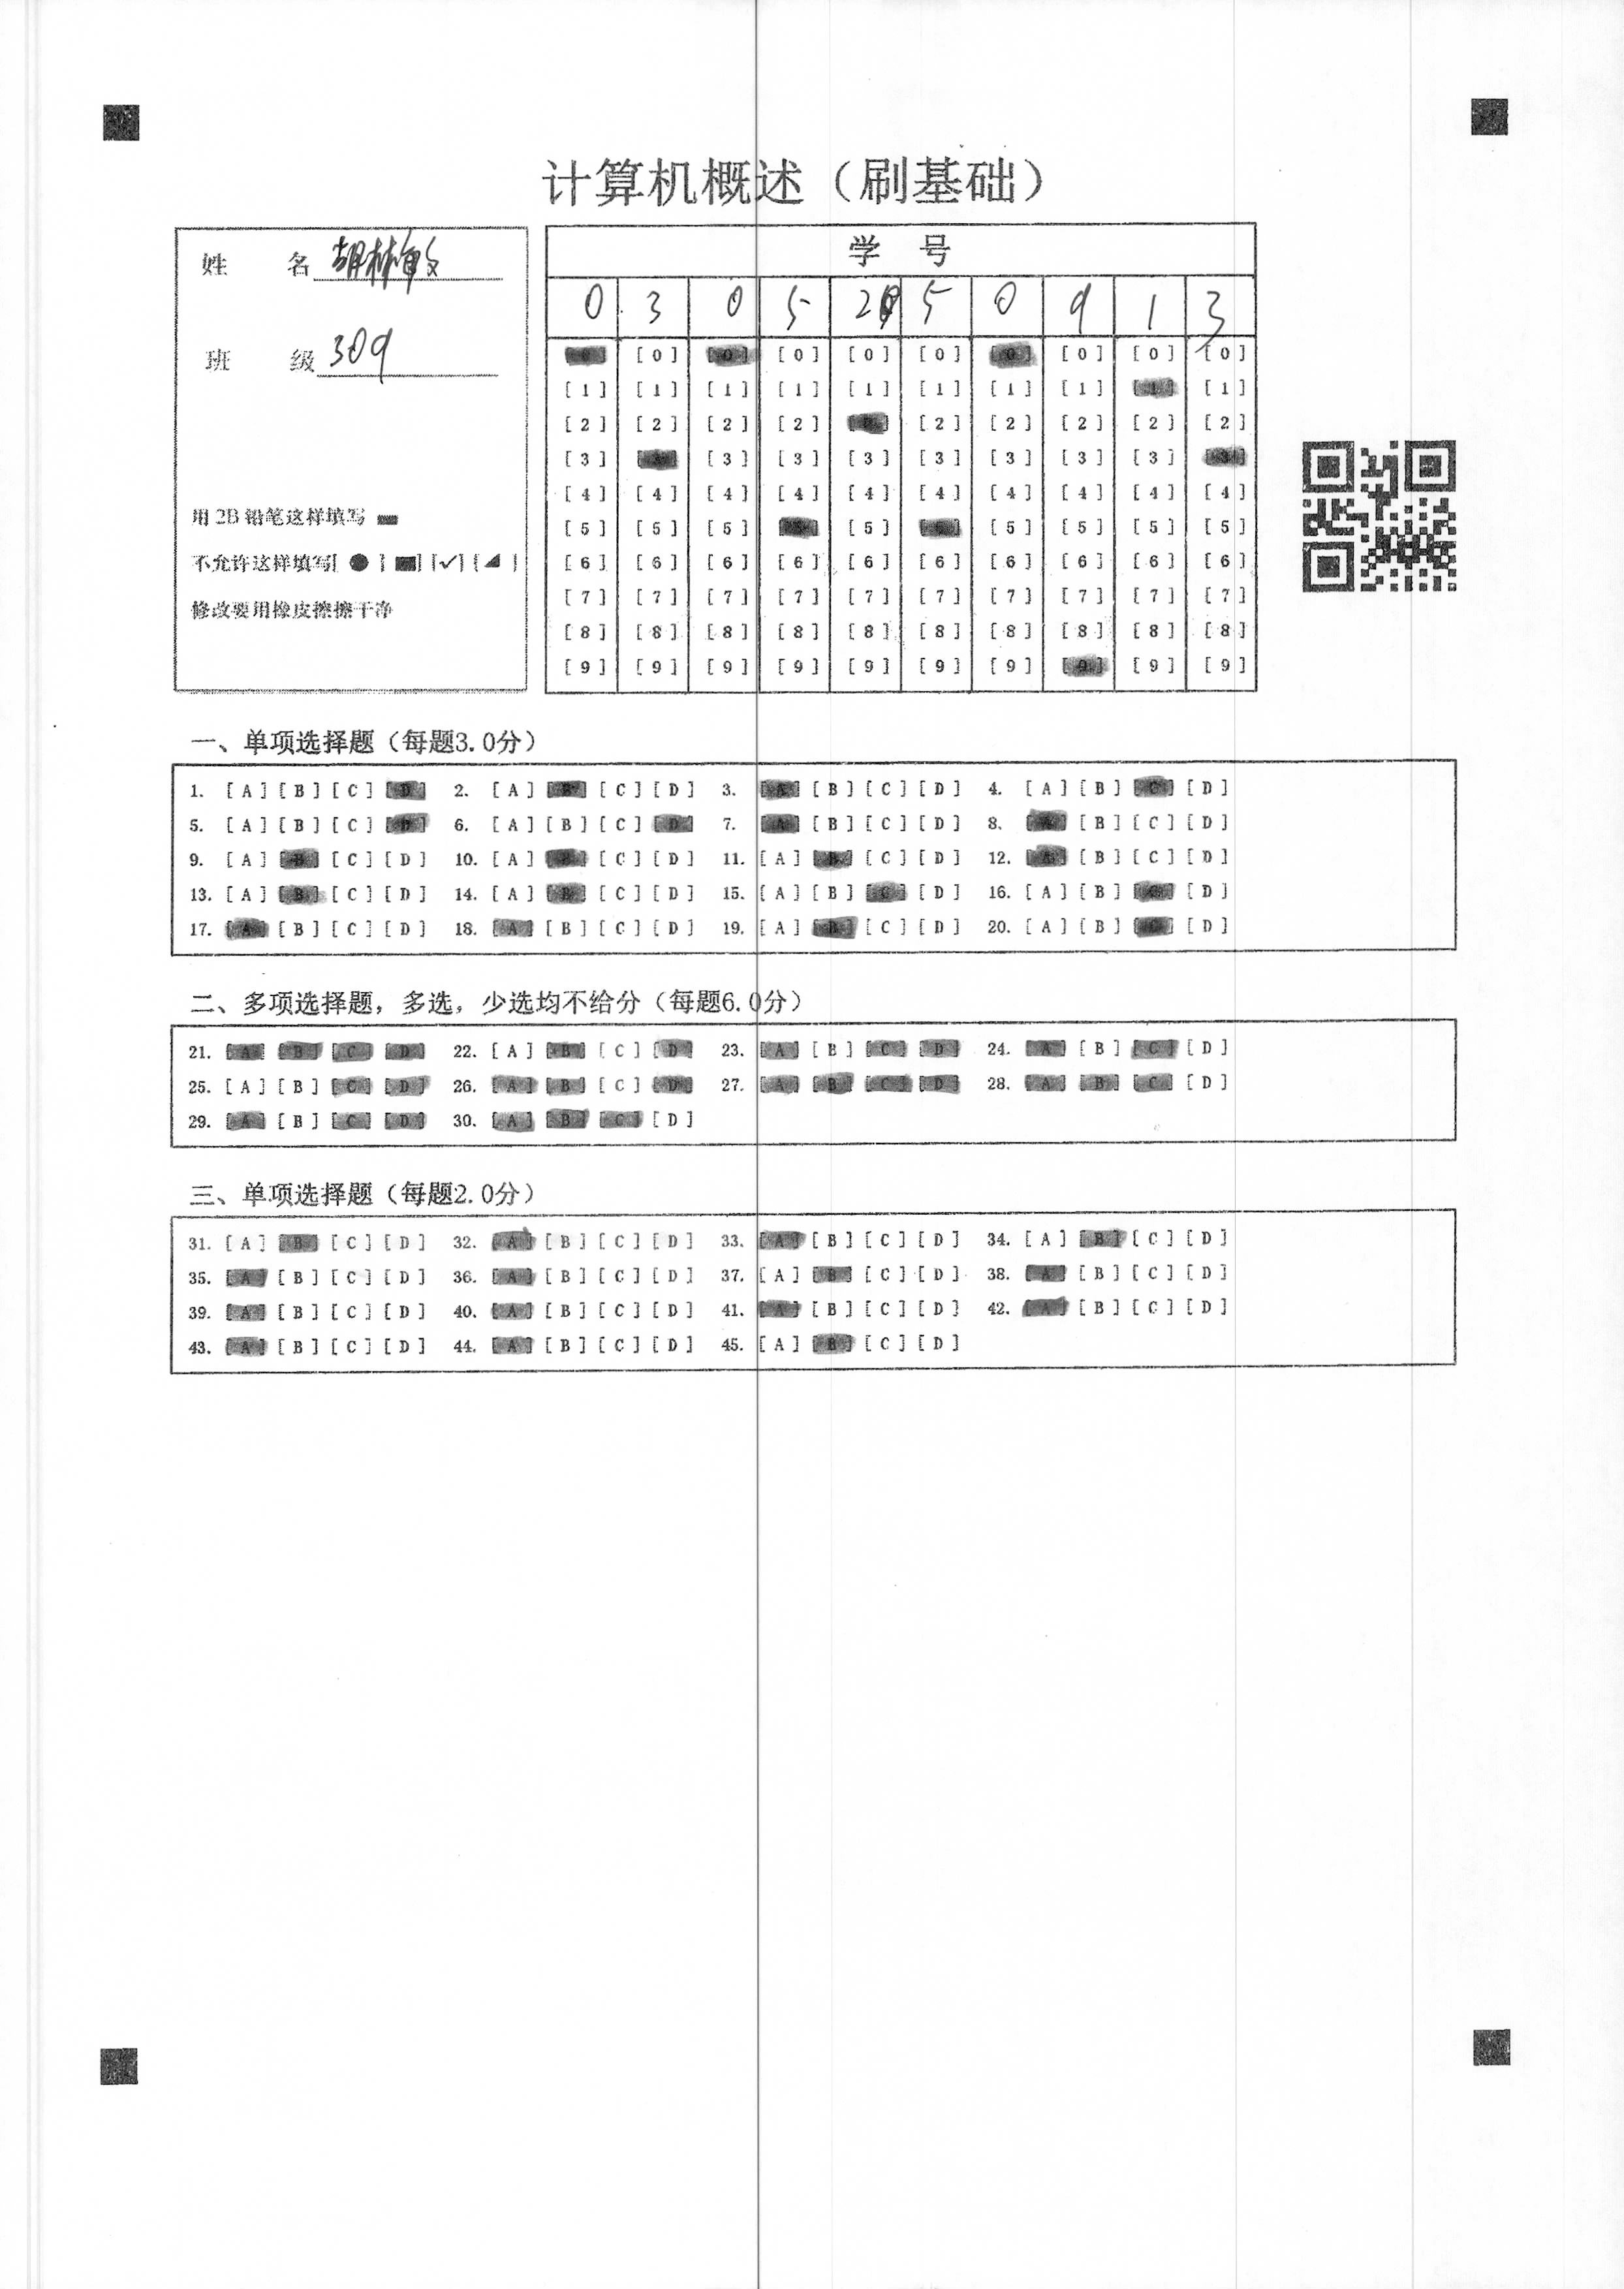 计算机概述（刷基础）
姓 名 胡林敏
班 级 309
用 2B 铅笔这样填写
不允许这样填写[ ● ] [■] [✓] [◢ ]
修改要用橡皮擦擦干净
学 号
0 3 0 5 2 5 0 9 1 3
[0] [0] [0] [0] [0] [0] [0] [0] [0] [0]
[1] [1] [1] [1] [1] [1] [1] [1] [1] [1]
[2] [2] [2] [2] [2] [2] [2] [2] [2] [2]
[3] [3] [3] [3] [3] [3] [3] [3] [3] [3]
[4] [4] [4] [4] [4] [4] [4] [4] [4] [4]
[5] [5] [5] [5] [5] [5] [5] [5] [5] [5]
[6] [6] [6] [6] [6] [6] [6] [6] [6] [6]
[7] [7] [7] [7] [7] [7] [7] [7] [7] [7]
[8] [8] [8] [8] [8] [8] [8] [8] [8] [8]
[9] [9] [9] [9] [9] [9] [9] [9] [9] [9]
一、单项选择题（每题3.0分）
1. [A] [B] [C] [D] 2. [A] [B] [C] [D] 3. [A] [B] [C] [D] 4. [A] [B] [C] [D]
5. [A] [B] [C] [D] 6. [A] [B] [C] [D] 7. [A] [B] [C] [D] 8. [A] [B] [C] [D]
9. [A] [B] [C] [D] 10. [A] [B] [C] [D] 11. [A] [B] [C] [D] 12. [A] [B] [C] [D]
13. [A] [B] [C] [D] 14. [A] [B] [C] [D] 15. [A] [B] [C] [D] 16. [A] [B] [C] [D]
17. [A] [B] [C] [D] 18. [A] [B] [C] [D] 19. [A] [B] [C] [D] 20. [A] [B] [C] [D]
二、多项选择题，多选，少选均不给分（每题6.0分）
21. [A] [B] [C] [D] 22. [A] [B] [C] [D] 23. [A] [B] [C] [D] 24. [A] [B] [C] [D]
25. [A] [B] [C] [D] 26. [A] [B] [C] [D] 27. [A] [B] [C] [D] 28. [A] [B] [C] [D]
29. [A] [B] [C] [D] 30. [A] [B] [C] [D]
三、单项选择题（每题2.0分）
31. [A] [B] [C] [D] 32. [A] [B] [C] [D] 33. [A] [B] [C] [D] 34. [A] [B] [C] [D]
35. [A] [B] [C] [D] 36. [A] [B] [C] [D] 37. [A] [B] [C] [D] 38. [A] [B] [C] [D]
39. [A] [B] [C] [D] 40. [A] [B] [C] [D] 41. [A] [B] [C] [D] 42. [A] [B] [C] [D]
43. [A] [B] [C] [D] 44. [A] [B] [C] [D] 45. [A] [B] [C] [D]